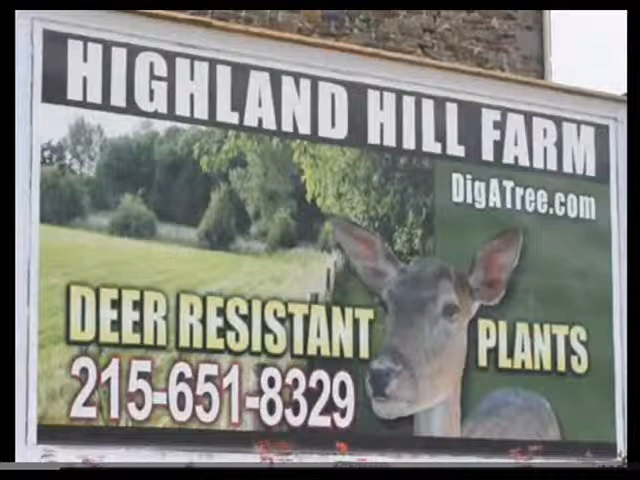 HIGHLAND HILL FARM
DigATree.com
DEER RESISTANT PLANTS
215-651-8329